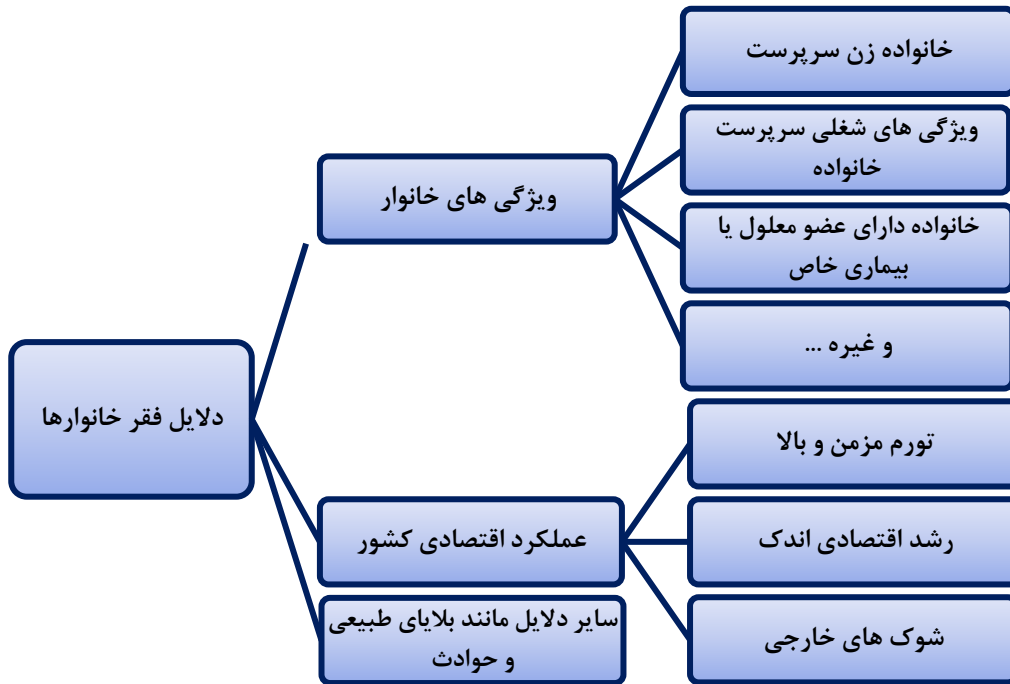 دلایل فقر خانوارها
ویژگی های خانوار
خانواده زن سرپرست
ویژگی های شغلی سرپرست
خانواده
خانواده دارای عضو معلول یا
بیماری خاص
و غیره ...
عملکرد اقتصادی کشور
تورم مزمن و بالا
رشد اقتصادی اندک
شوک های خارجی
سایر دلایل مانند بلایای طبیعی
و حوادث